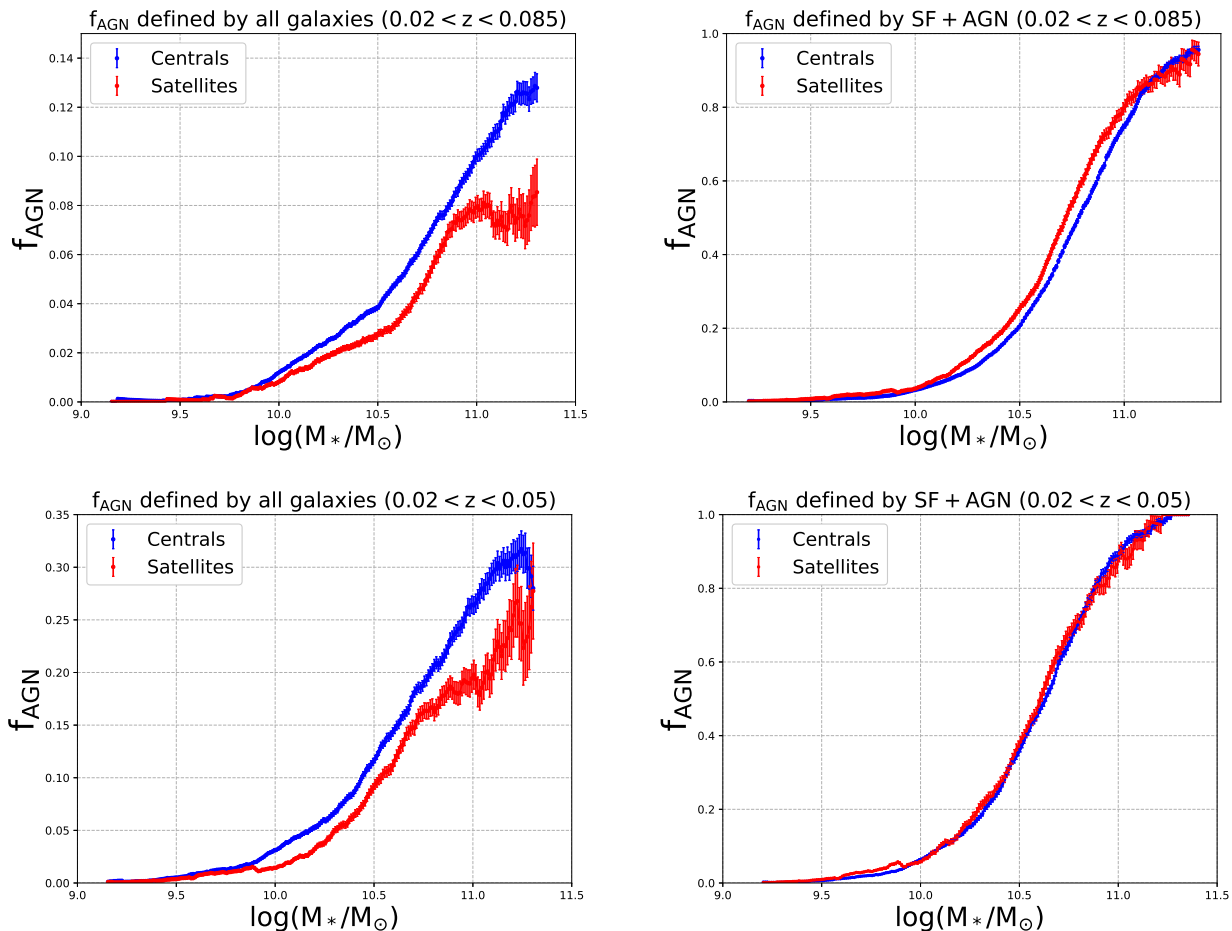 f_AGN defined by all galaxies (0.02 < z < 0.085)
Centrals
Satellites
0.14
0.12
0.10
0.08
0.06
0.04
0.02
0.00
f_AGN
9.0 9.5 10.0 10.5 11.0 11.5
log(M_*/M_⊙)
f_AGN defined by SF + AGN (0.02 < z < 0.085)
Centrals
Satellites
1.0
0.8
0.6
0.4
0.2
0.0
f_AGN
9.5 10.0 10.5 11.0
log(M_*/M_⊙)
f_AGN defined by all galaxies (0.02 < z < 0.05)
Centrals
Satellites
0.35
0.30
0.25
0.20
0.15
0.10
0.05
0.00
f_AGN
9.0 9.5 10.0 10.5 11.0 11.5
log(M_*/M_⊙)
f_AGN defined by SF + AGN (0.02 < z < 0.05)
Centrals
Satellites
1.0
0.8
0.6
0.4
0.2
0.0
f_AGN
9.0 9.5 10.0 10.5 11.0 11.5
log(M_*/M_⊙)